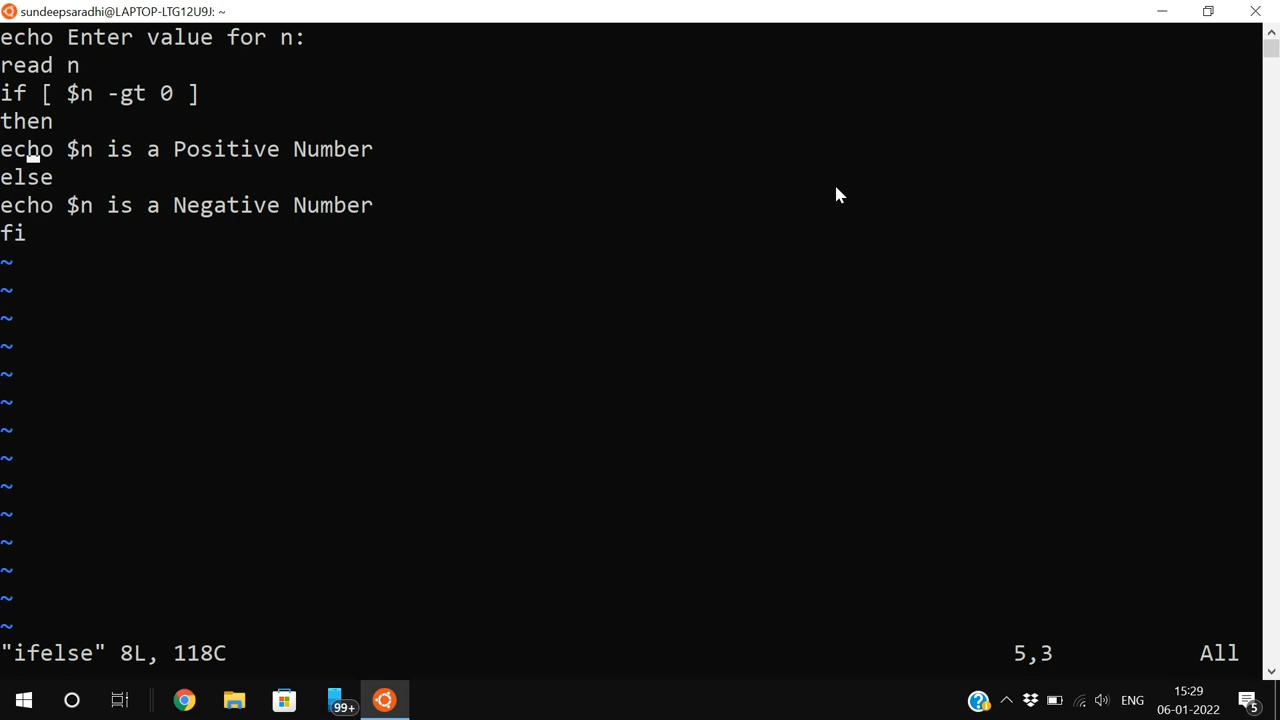 sundeepsaradhi@LAPTOP-LTG12U9J: ~
echo Enter value for n:
read n
if [ $n -gt 0 ]
then
echo $n is a Positive Number
else
echo $n is a Negative Number
fi
~
~
~
~
~
~
~
~
~
~
~
~
~
~
"ifelse" 8L, 118C 5,3 All
99+ ENG 15:29
06-01-2022 5